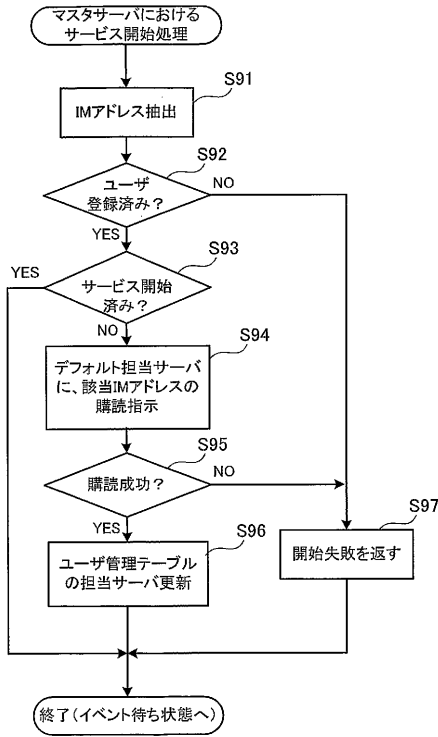 マスタサーバにおける
サービス開始処理
S91
IMアドレス抽出
S92
ユーザ
登録済み？
NO
YES
S93
YES
サービス開始
済み？
NO
S94
デフォルト担当サーバ
に、該当IMアドレスの
購読指示
S95
購読成功？
NO
YES
S96
ユーザ管理テーブル
の担当サーバ更新
S97
開始失敗を返す
終了（イベント待ち状態へ）